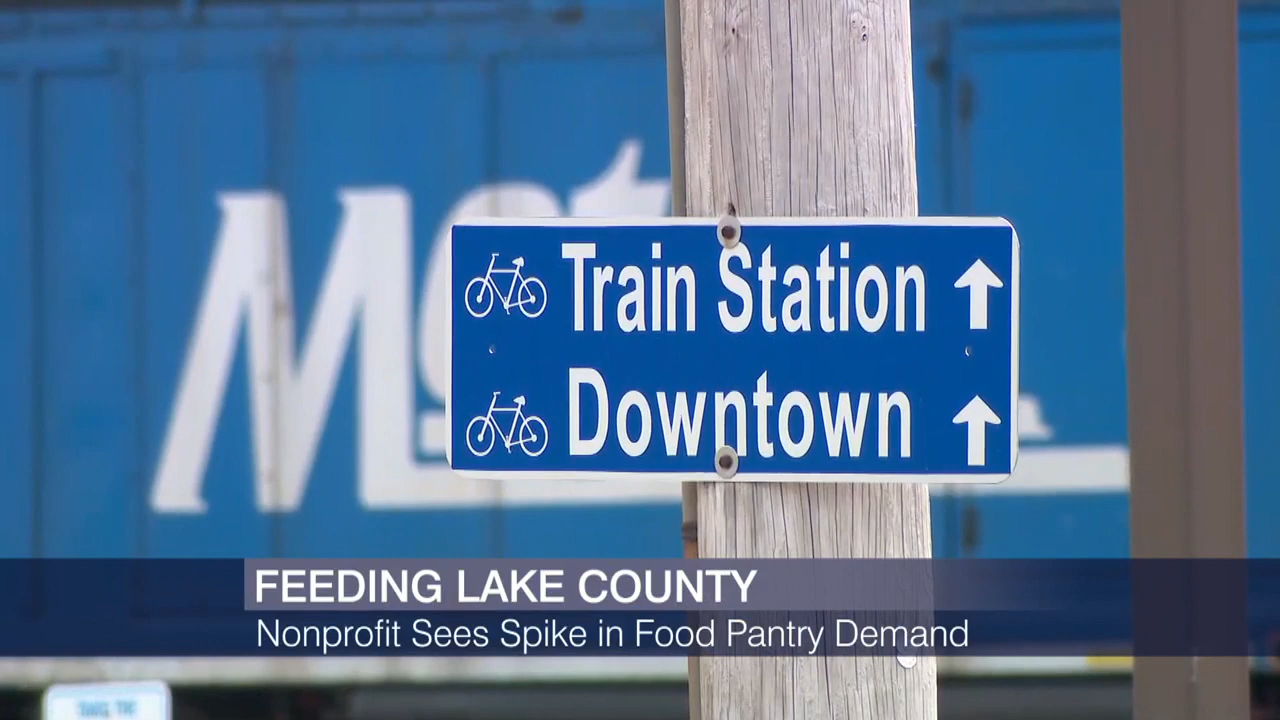 Train Station
Downtown
FEEDING LAKE COUNTY
Nonprofit Sees Spike in Food Pantry Demand